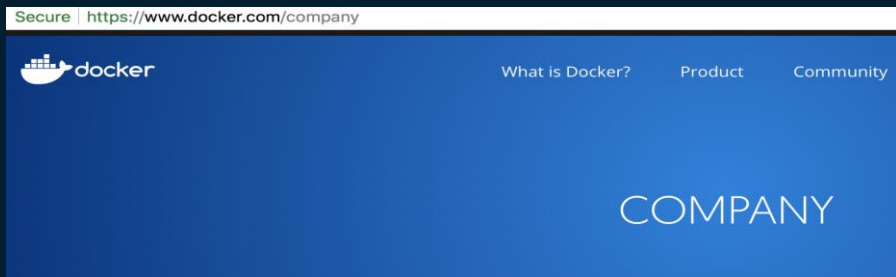 Secure https://www.docker.com/company
docker What is Docker? Product Community
COMPANY